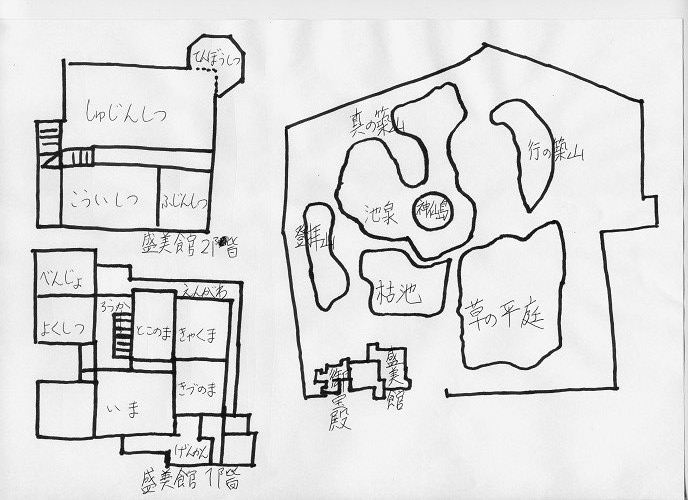 てんぼうしつ
しゅじんしつ
こういしつ
ふじんしつ
盛美館2階
べんじょ
えんがわ
ろうか
よくしつ
とこのま
きゃくま
きづのま
いま
げんかん
盛美館1階
真の築山
行の築山
池泉
神仙島
登拝山
枯池
草の平庭
盛美館
御宝殿